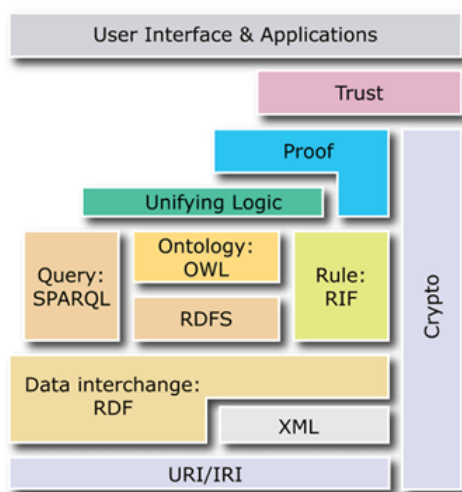 User Interface & Applications
Trust
Proof
Unifying Logic
Query:
SPARQL
Ontology:
OWL
RDFS
Rule:
RIF
Crypto
Data interchange:
RDF
XML
URI/IRI